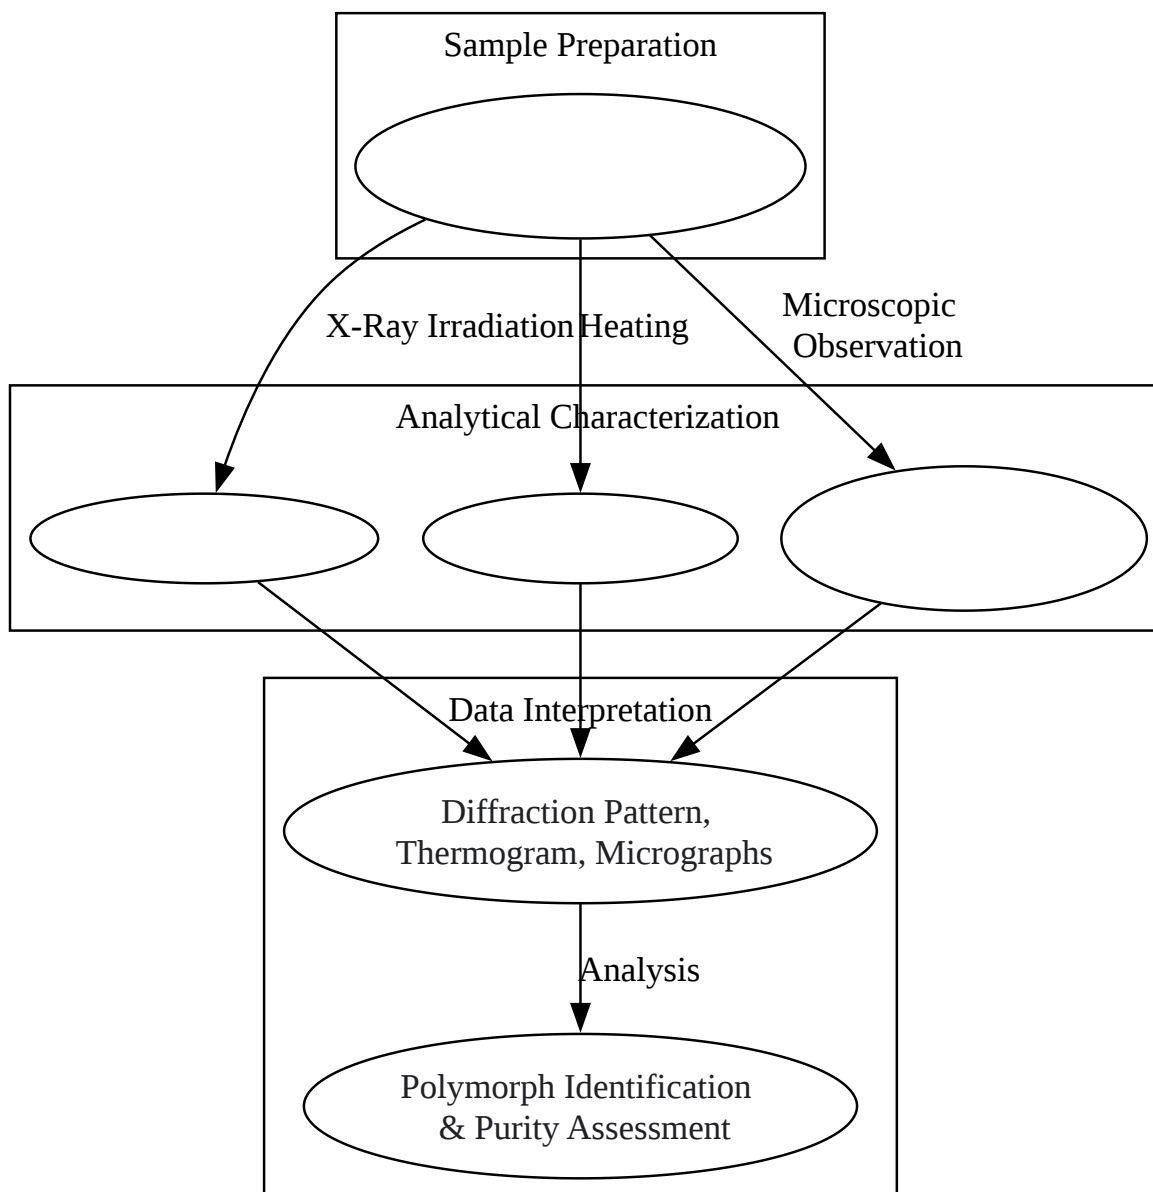 Sample Preparation
X-Ray Irradiation
Heating
Microscopic
Observation
Analytical Characterization
Data Interpretation
Diffraction Pattern,
Thermogram, Micrographs
Analysis
Polymorph Identification
& Purity Assessment